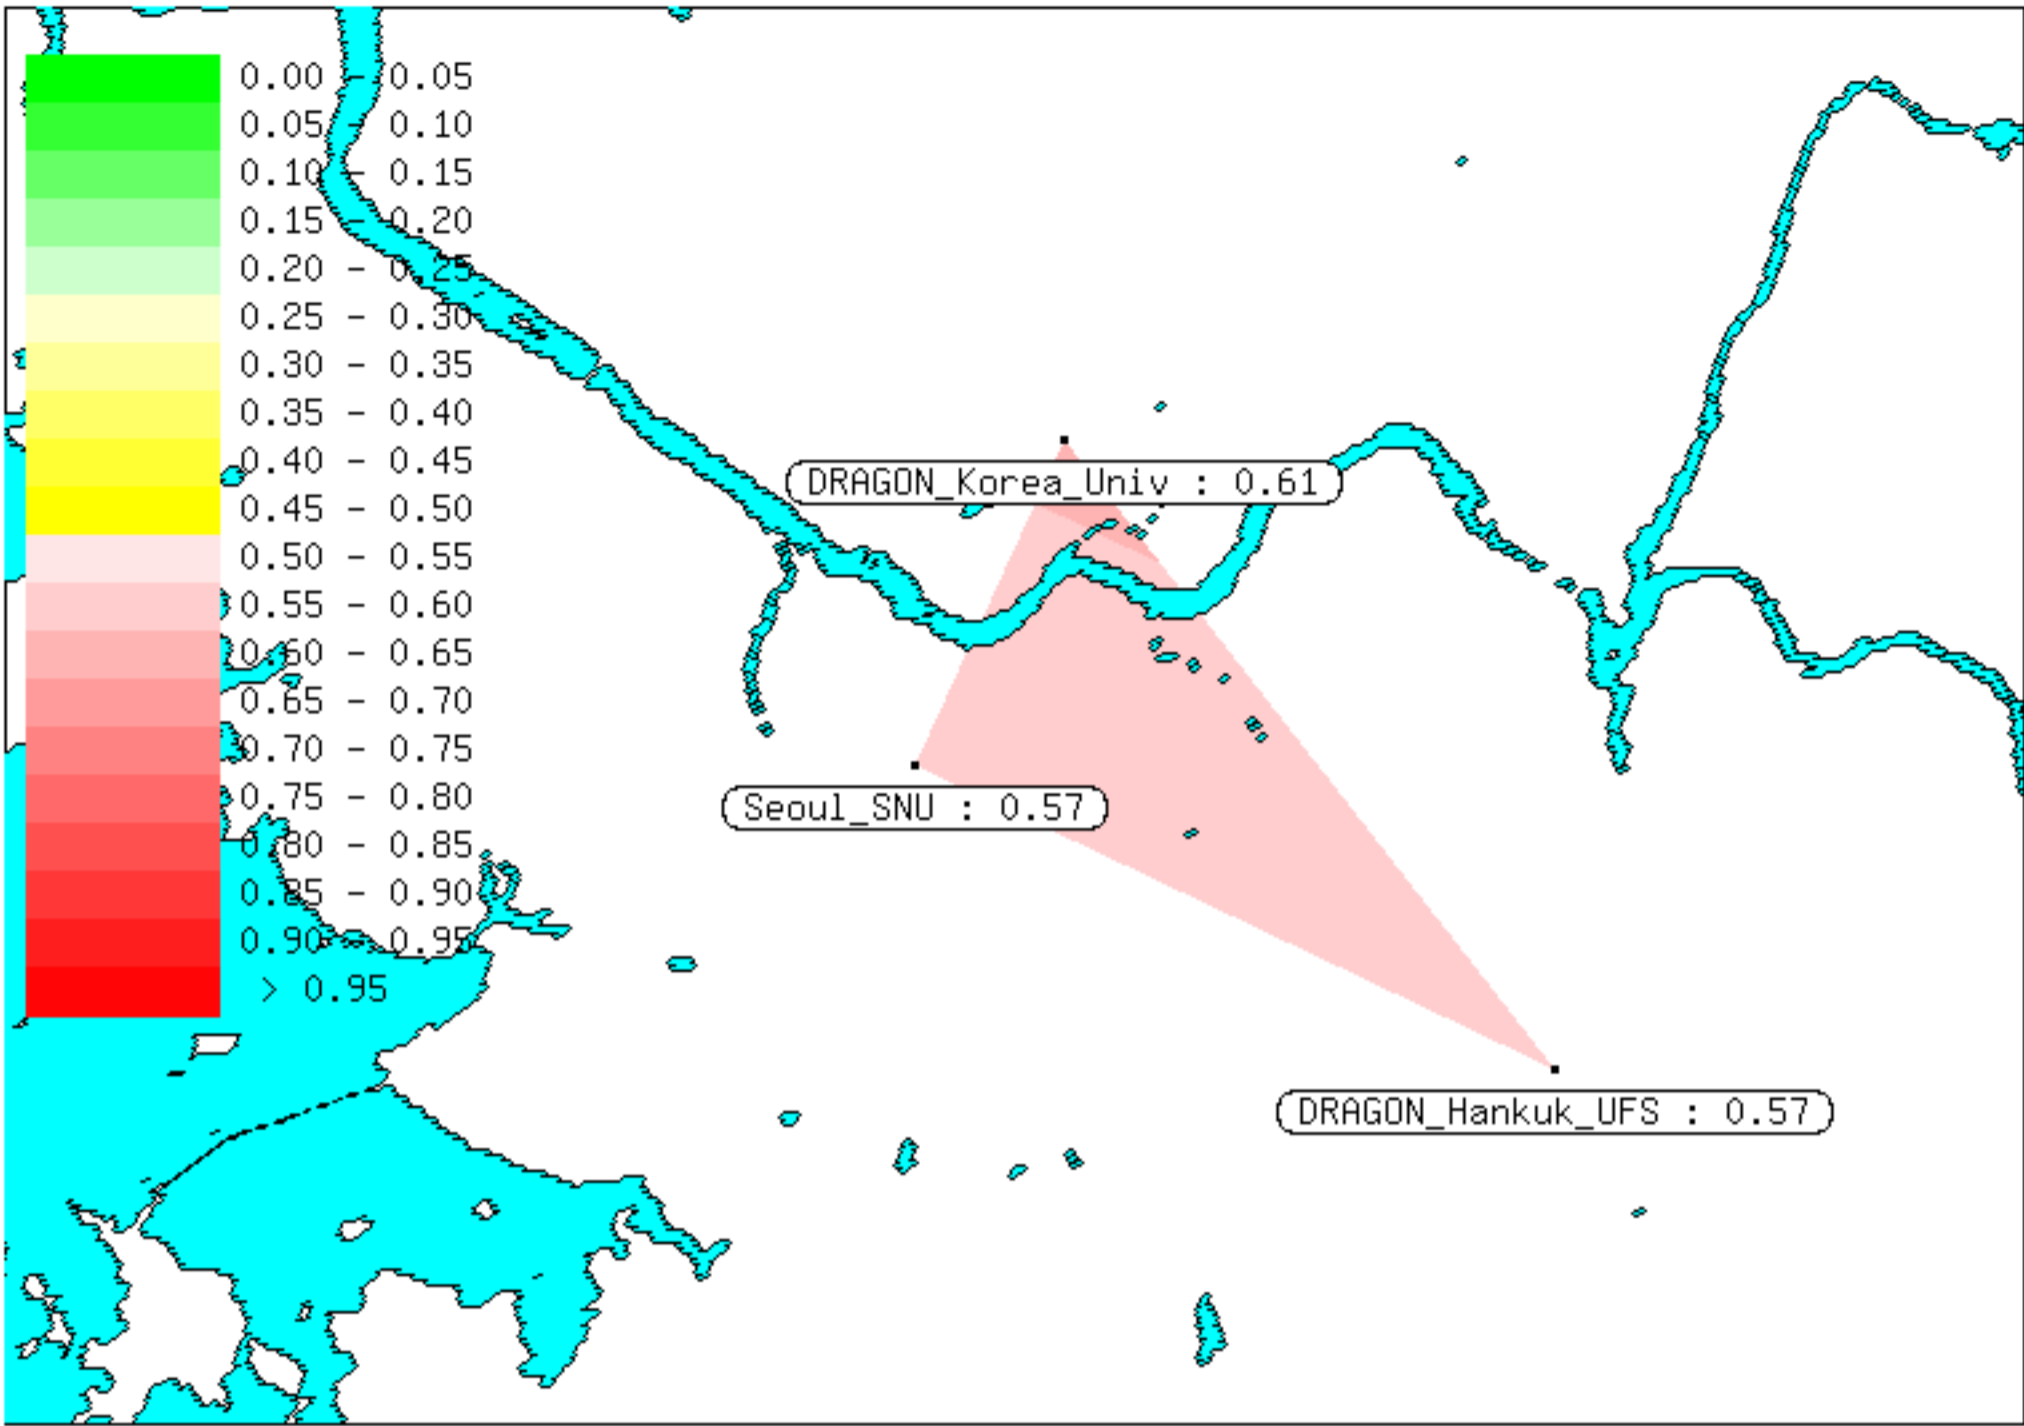 0.00 - 0.05
0.05 - 0.10
0.10 - 0.15
0.15 - 0.20
0.20 - 0.25
0.25 - 0.30
0.30 - 0.35
0.35 - 0.40
0.40 - 0.45
0.45 - 0.50
0.50 - 0.55
0.55 - 0.60
0.60 - 0.65
0.65 - 0.70
0.70 - 0.75
0.75 - 0.80
0.80 - 0.85
0.85 - 0.90
0.90 - 0.95
> 0.95
DRAGON_Korea_Univ : 0.61
Seoul_SNU : 0.57
DRAGON_Hankuk_UFS : 0.57